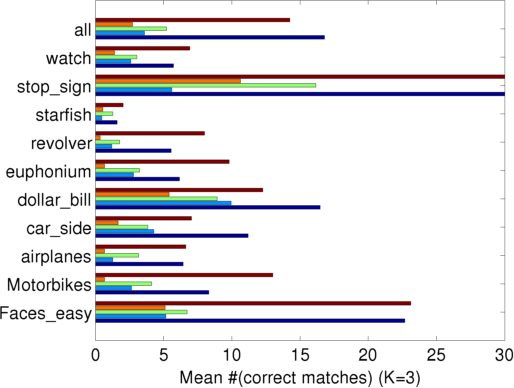 all
watch
stop_sign
starfish
revolver
euphonium
dollar_bill
car_side
airplanes
Motorbikes
Faces_easy
0 5 10 15 20 25 30
Mean #(correct matches) (K=3)